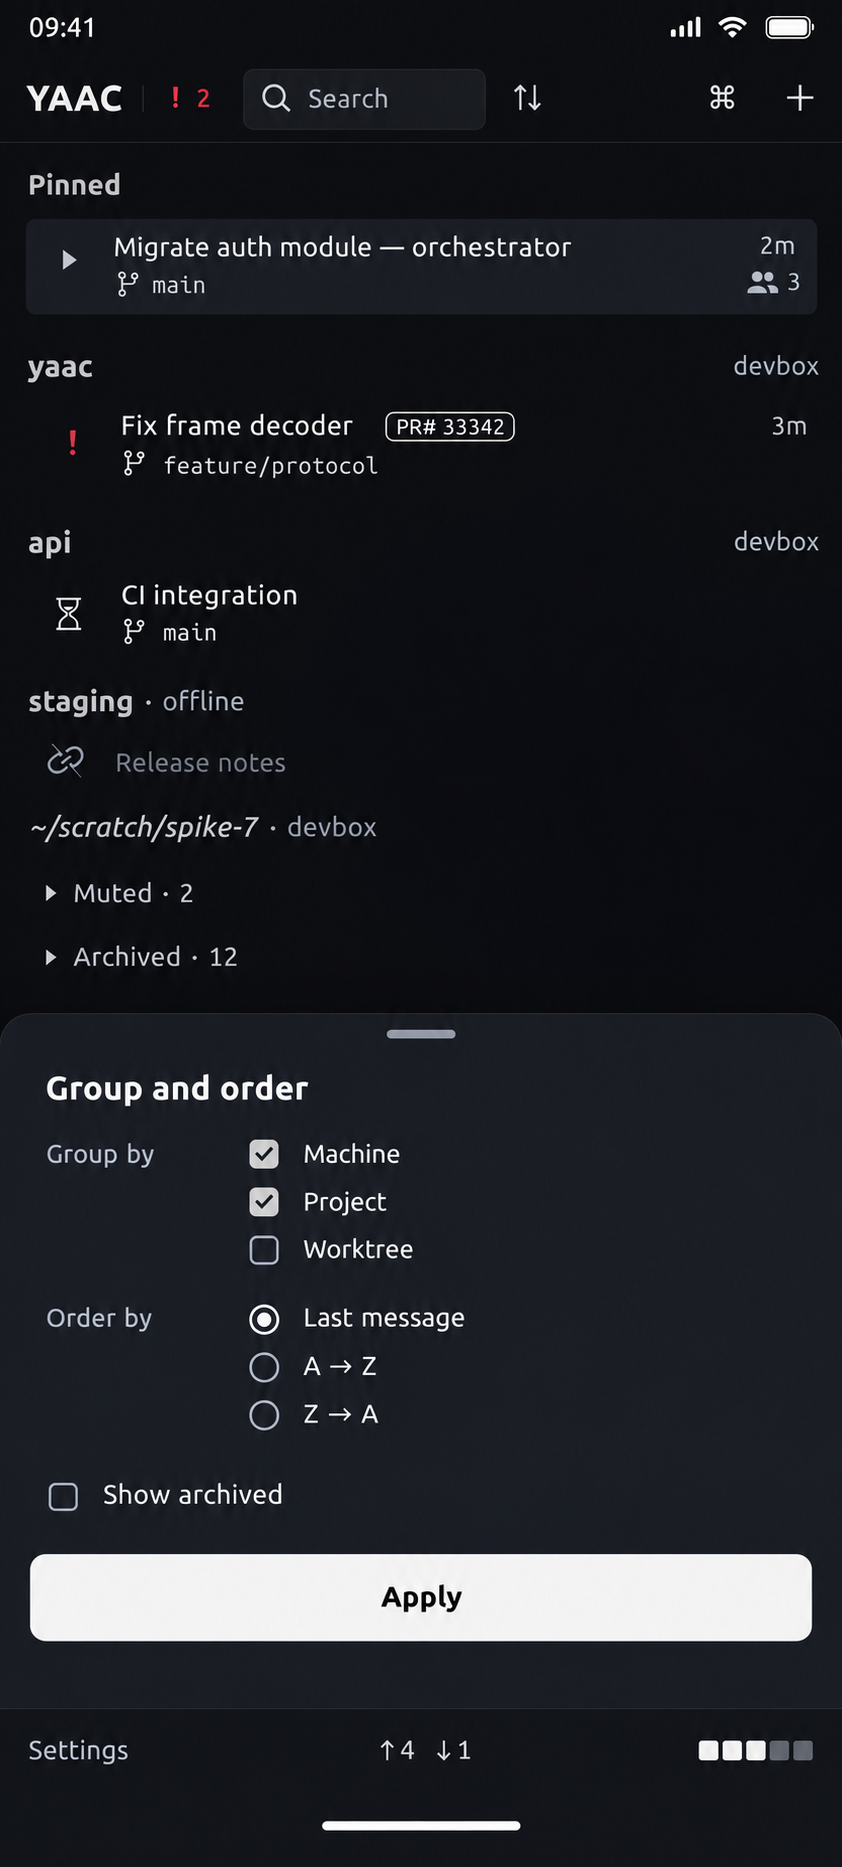 09:41
YAAC ! 2 Search ⌘ +
Pinned
Migrate auth module — orchestrator 2m
main 3
yaac devbox
! Fix frame decoder PR# 33342 3m
feature/protocol
api devbox
CI integration
main
staging · offline
Release notes
~/scratch/spike-7 · devbox
Muted · 2
Archived · 12
Group and order
Group by Machine
Project
Worktree
Order by Last message
A → Z
Z → A
Show archived
Apply
Settings ↑4 ↓1